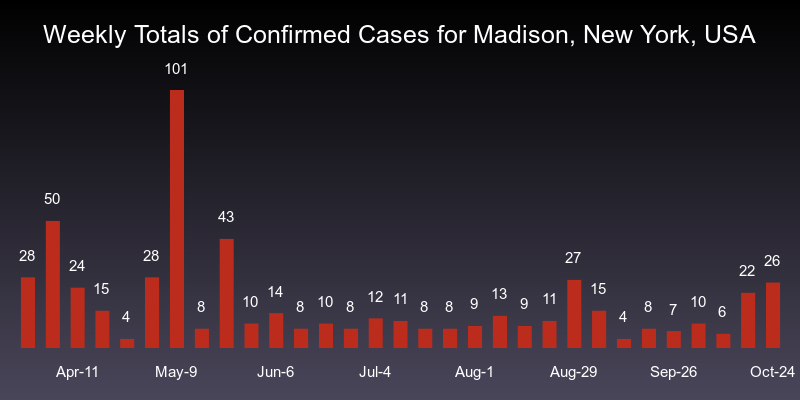 Weekly Totals of Confirmed Cases for Madison, New York, USA
28 50 24 15 4 28 101 8 43 10 14 8 10 8 12 11 8 8 9 13 9 11 27 15 4 8 7 10 6 22 26
Apr-11 May-9 Jun-6 Jul-4 Aug-1 Aug-29 Sep-26 Oct-24